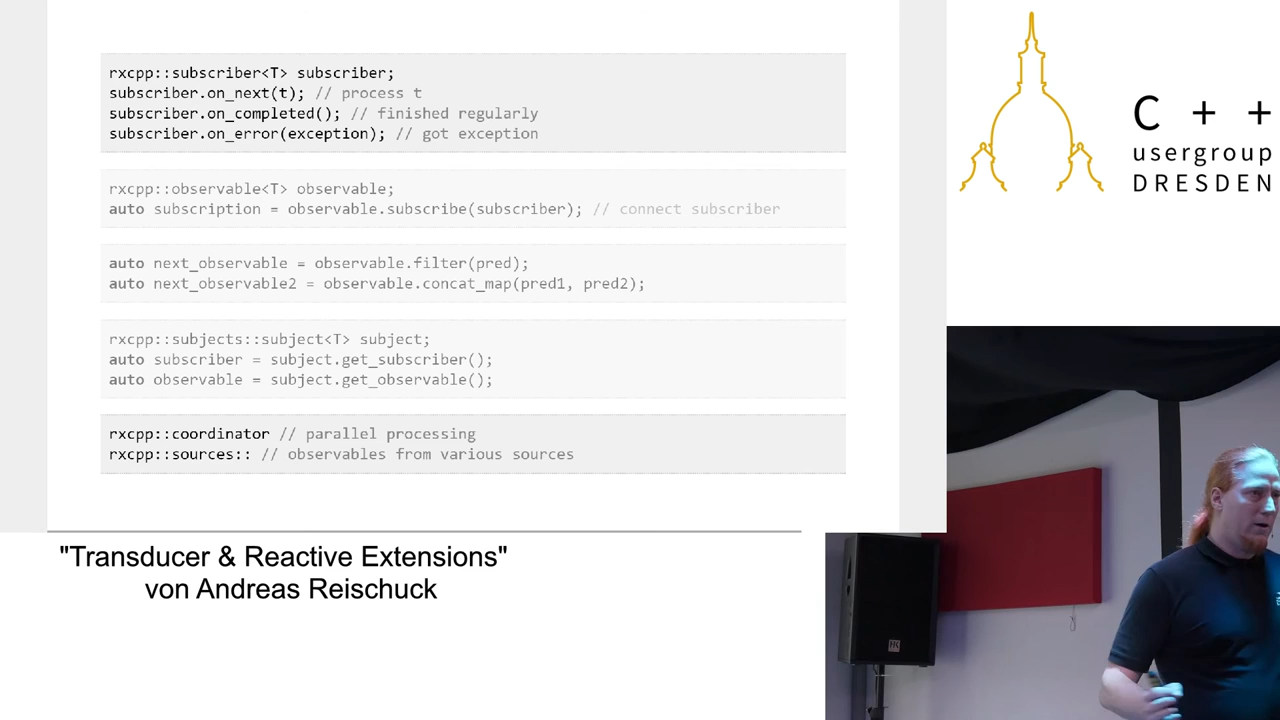 rxcpp::subscriber<T> subscriber;
subscriber.on_next(t); // process t
subscriber.on_completed(); // finished regularly
subscriber.on_error(exception); // got exception
rxcpp::observable<T> observable;
auto subscription = observable.subscribe(subscriber); // connect subscriber
auto next_observable = observable.filter(pred);
auto next_observable2 = observable.concat_map(pred1, pred2);
rxcpp::subjects::subject<T> subject;
auto subscriber = subject.get_subscriber();
auto observable = subject.get_observable();
rxcpp::coordinator // parallel processing
rxcpp::sources:: // observables from various sources
C + +
usergroup
DRESDEN
"Transducer & Reactive Extensions"
von Andreas Reischuck
HK